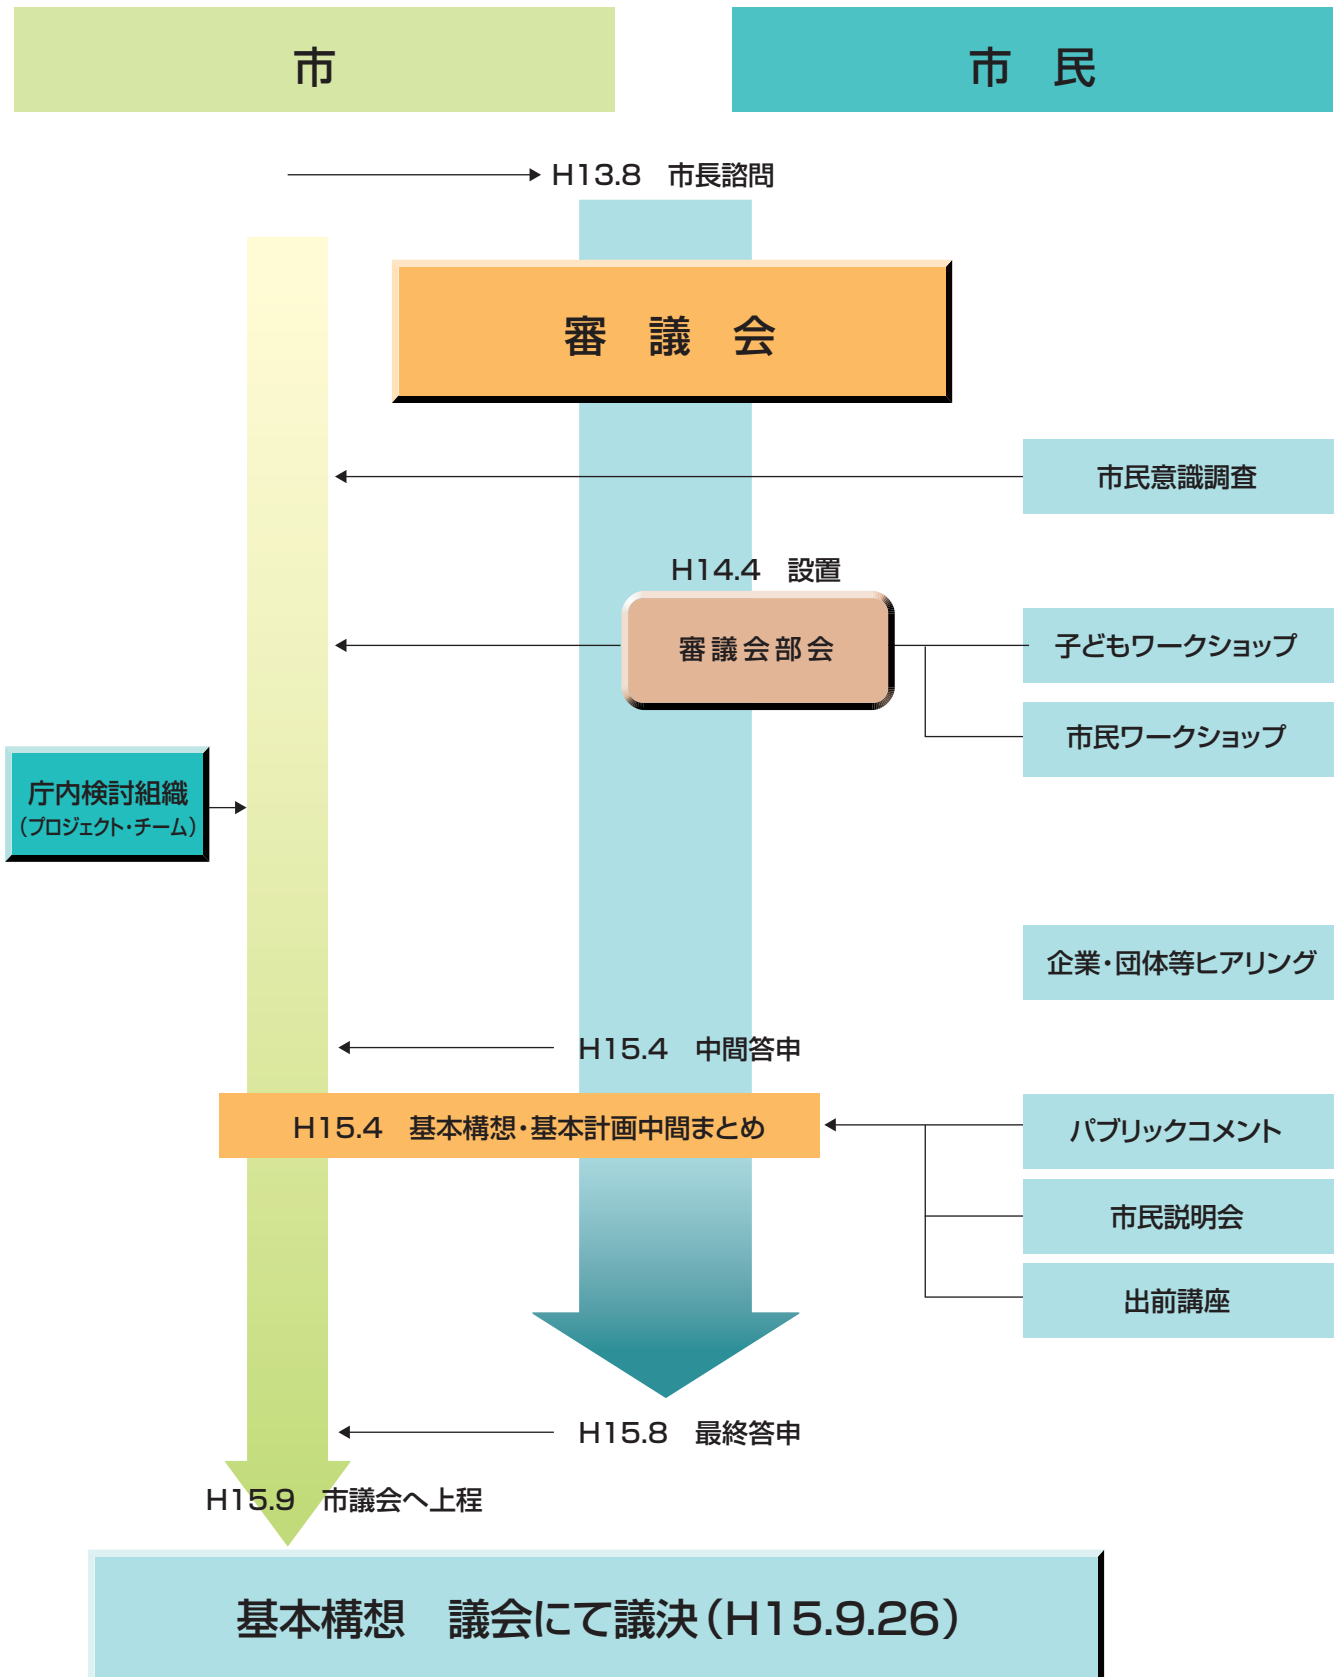 市
市　民
H13.8　市長諮問
審　議　会
市民意識調査
H14.4　設置
審議会部会
子どもワークショップ
市民ワークショップ
庁内検討組織
（プロジェクト・チーム）
企業・団体等ヒアリング
H15.4　中間答申
H15.4　基本構想・基本計画中間まとめ
パブリックコメント
市民説明会
出前講座
H15.8　最終答申
H15.9　市議会へ上程
基本構想　議会にて議決（H15.9.26）